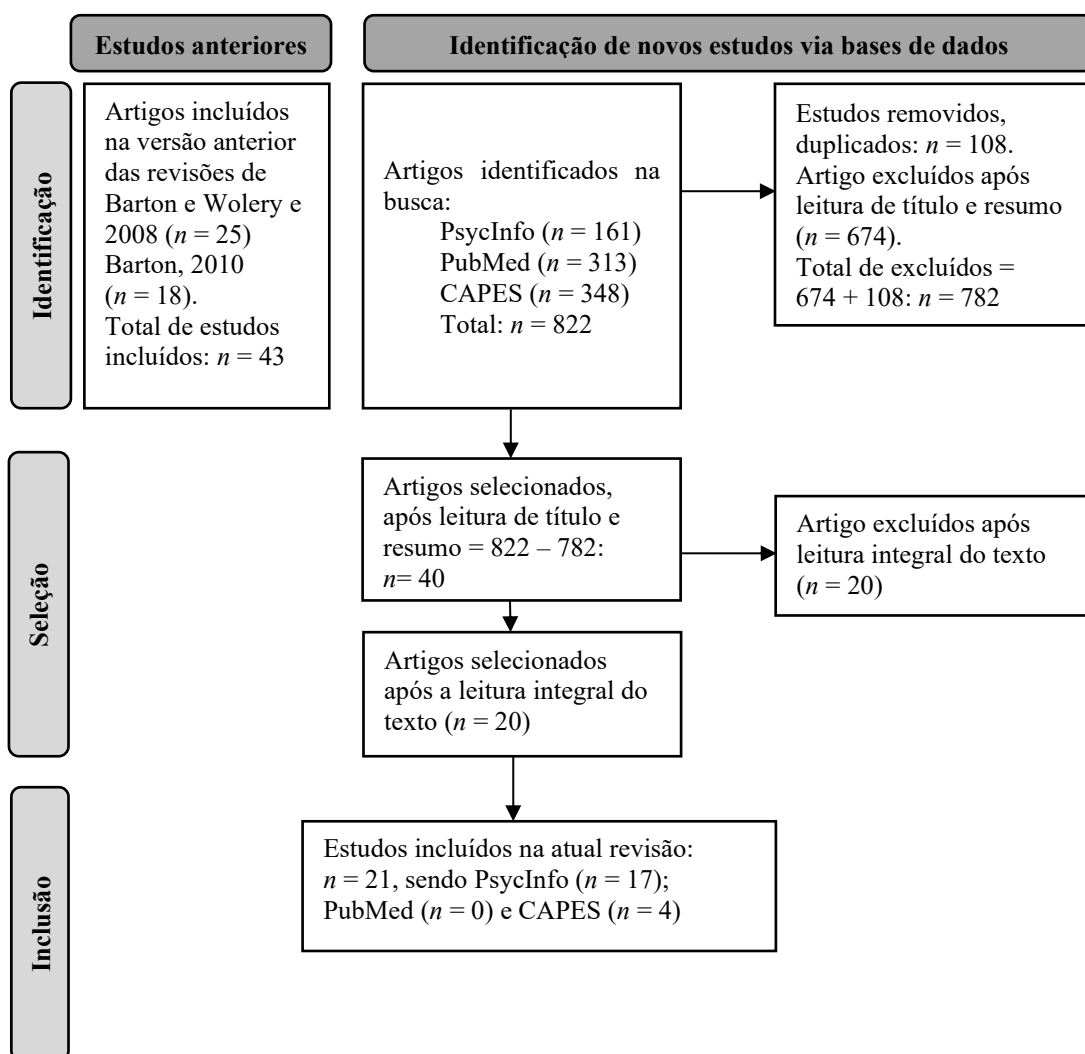 Estudos anteriores
Identificação de novos estudos via bases de dados
Identificação
Artigos incluídos
na versão anterior
das revisões de
Barton e Wolery e
2008 (n = 25)
Barton, 2010
(n = 18).
Total de estudos
incluídos: n = 43
Artigos identificados na
busca:
PsycInfo (n = 161)
PubMed (n = 313)
CAPES (n = 348)
Total: n = 822
Estudos removidos,
duplicados: n = 108.
Artigo excluídos após
leitura de título e resumo
(n = 674).
Total de excluídos =
674 + 108: n = 782
Seleção
Artigos selecionados,
após leitura de título e
resumo = 822 – 782:
n= 40
Artigo excluídos após
leitura integral do texto
(n = 20)
Artigos selecionados
após a leitura integral do
texto (n = 20)
Inclusão
Estudos incluídos na atual revisão:
n = 21, sendo PsycInfo (n = 17);
PubMed (n = 0) e CAPES (n = 4)